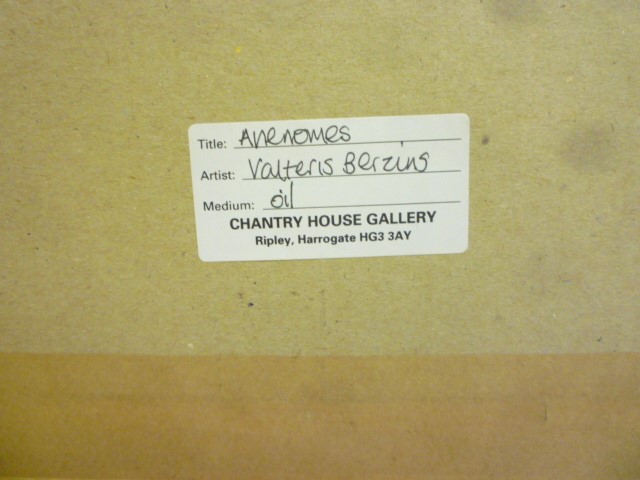 Title: Anenomes
Artist: Valteris Berzins
Medium: oil
CHANTRY HOUSE GALLERY
Ripley, Harrogate HG3 3AY